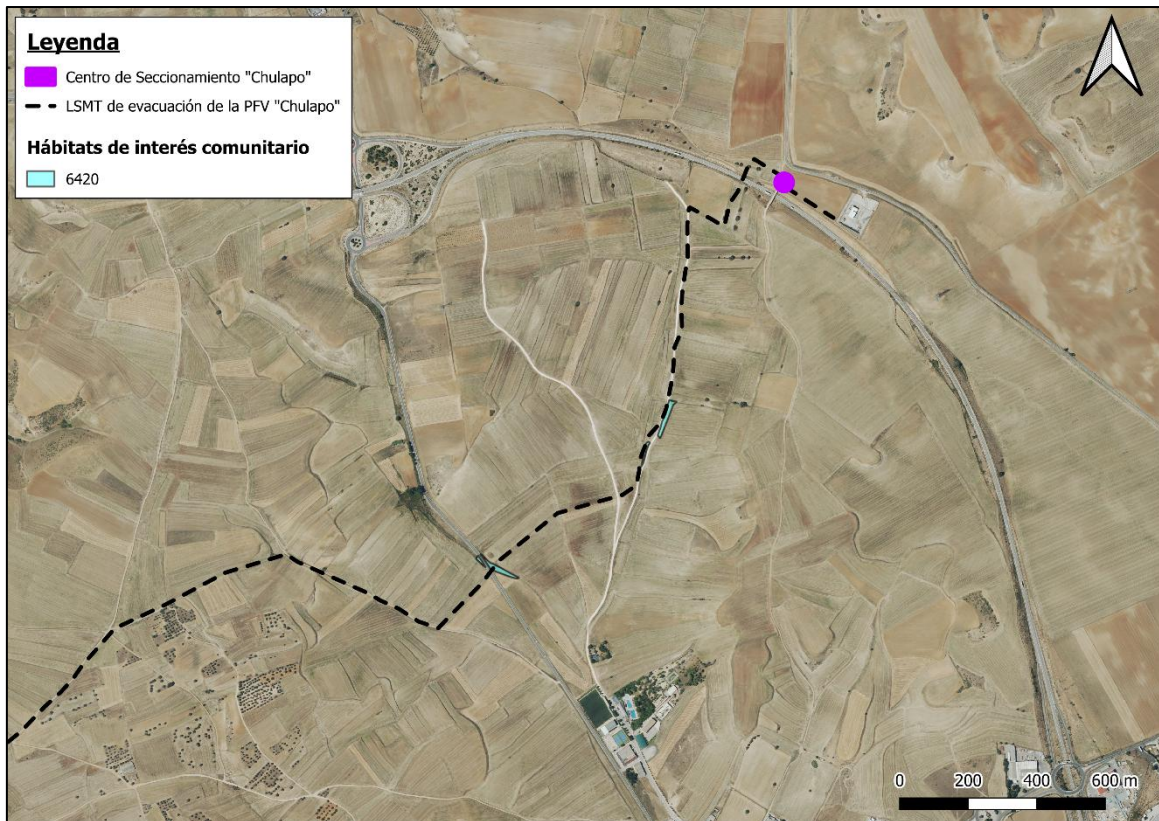 Leyenda
Centro de Seccionamiento "Chulapo"
LSMT de evacuación de la PFV "Chulapo"
Hábitats de interés comunitario
6420
0 200 400 600 m